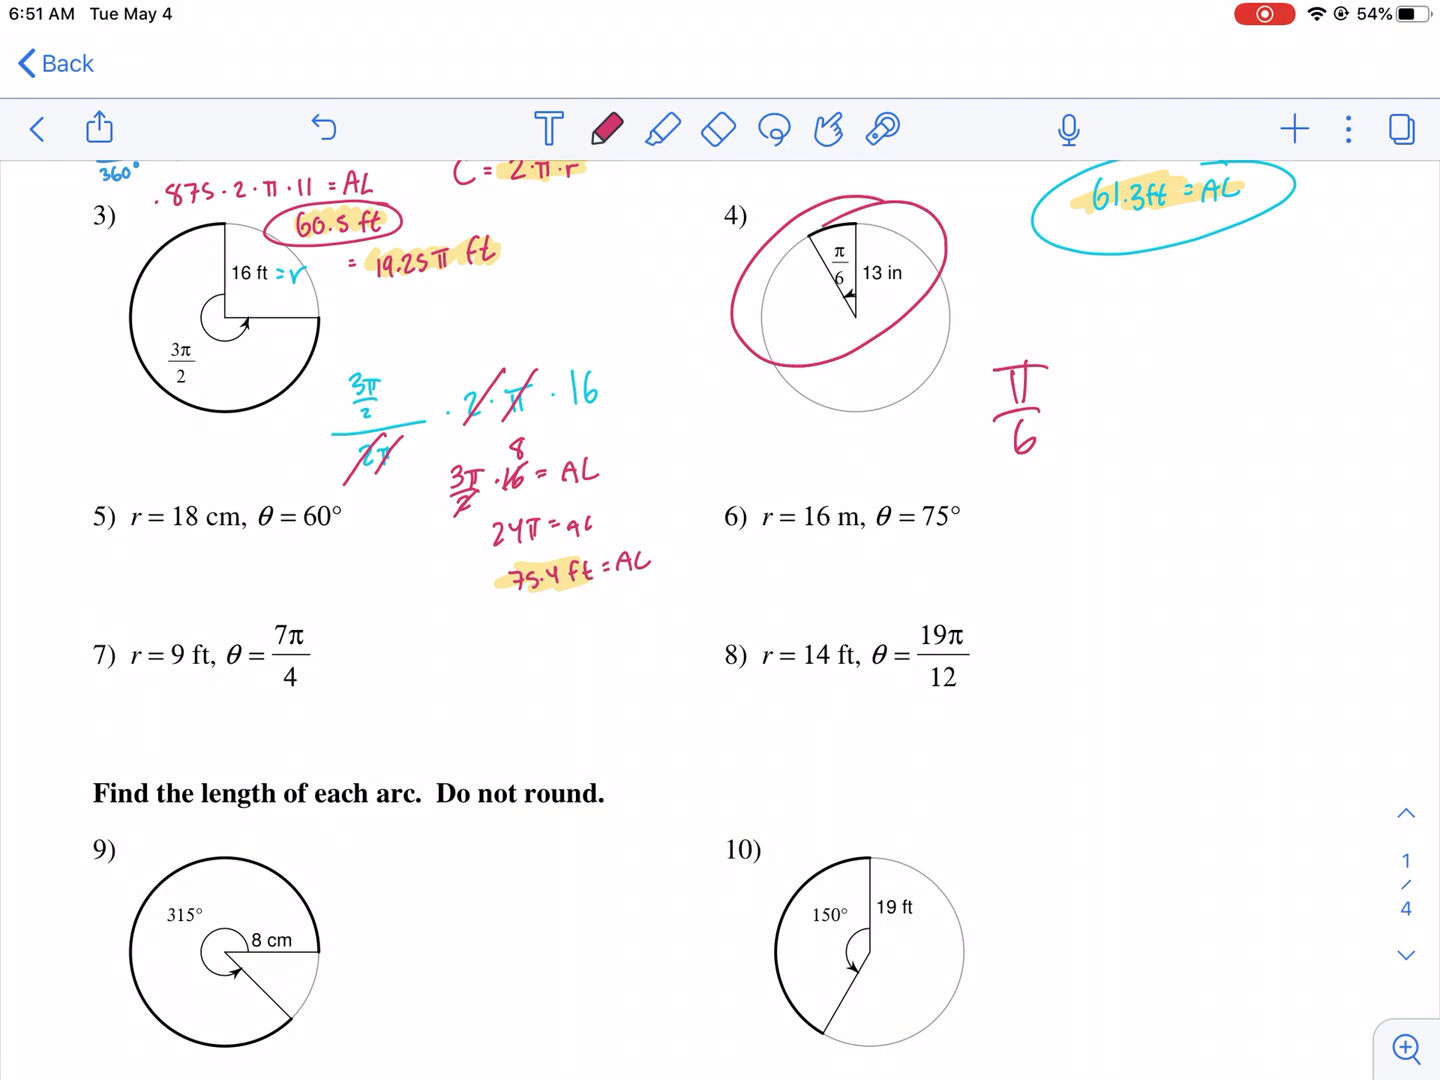 6:51 AM Tue May 4
54%
Back
360°
.875 · 2 · π · 11 = AL
C = 2·π·r
61.3ft = AL
3)
60.5 ft
= 19.25π ft
16 ft = r
3π
2
3π
2
2π
· 2 · π · 16
8
3π
2
· 16 = AL
24π = AL
75.4 ft = AL
4)
π
6
13 in
π
6
5) r = 18 cm, θ = 60°
6) r = 16 m, θ = 75°
7) r = 9 ft, θ = 7π
4
8) r = 14 ft, θ = 19π
12
Find the length of each arc. Do not round.
9)
315°
8 cm
10)
150°
19 ft
1
/
4